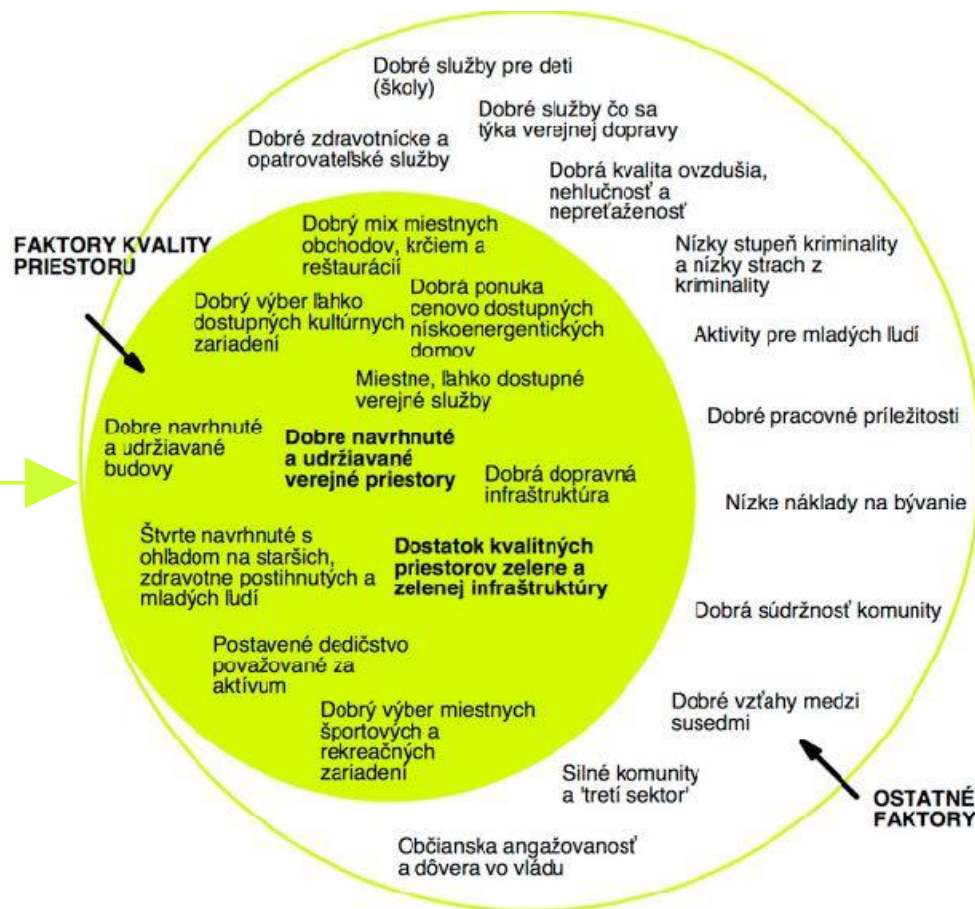 Dobré služby pre deti
(školy)
Dobré služby čo sa
týka verejnej dopravy
Dobré zdravotnícke a
opatrovateľské služby
Dobrá kvalita ovzdušia,
nehlučnosť a
nepreťaženosť
FAKTORY KVALITY
PRIESTORU
Dobrý mix miestnych
obchodov, krčiem a
reštaurácií
Nízky stupeň kriminality
a nízky strach z
kriminality
Dobrý výber ľahko
dostupných kultúrnych
zariadení
Dobrá ponuka
cenovo dostupných
nískoenergentických
domov
Aktivity pre mladých ľudí
Miestne, ľahko dostupné
verejné služby
Dobré pracovné príležitosti
Dobre navrhnuté
a udržiavané
budovy
Dobre navrhnuté
a udržiavané
verejné priestory
Dobrá dopravná
infraštruktúra
Nízke náklady na bývanie
Štvrte navrhnuté s
ohľadom na starších,
zdravotne postihnutých a
mladých ľudí
Dostatok kvalitných
priestorov zelene a
zelenej infraštruktúry
Dobrá súdržnosť komunity
Postavené dedičstvo
považované za
aktívum
Dobré vzťahy medzi
susedmi
Dobrý výber miestnych
športových a
rekreačných
zariadení
Silné komunity
a 'tretí sektor'
OSTATNÉ
FAKTORY
Občianska angažovanosť
a dôvera vo vládu